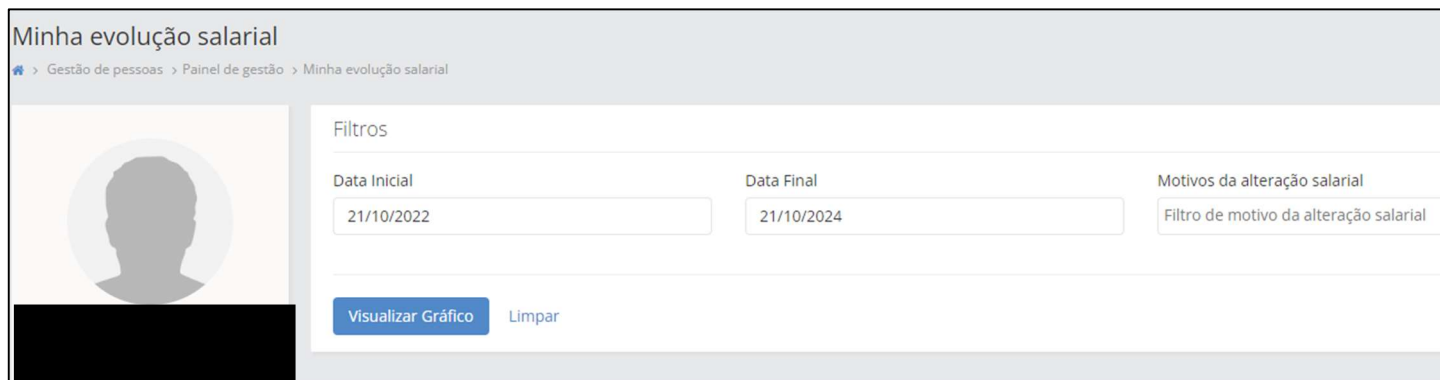 Minha evolução salarial
> Gestão de pessoas > Painel de gestão > Minha evolução salarial
Filtros
Data Inicial
Data Final
Motivos da alteração salarial
21/10/2022
21/10/2024
Filtro de motivo da alteração salarial
Visualizar Gráfico
Limpar